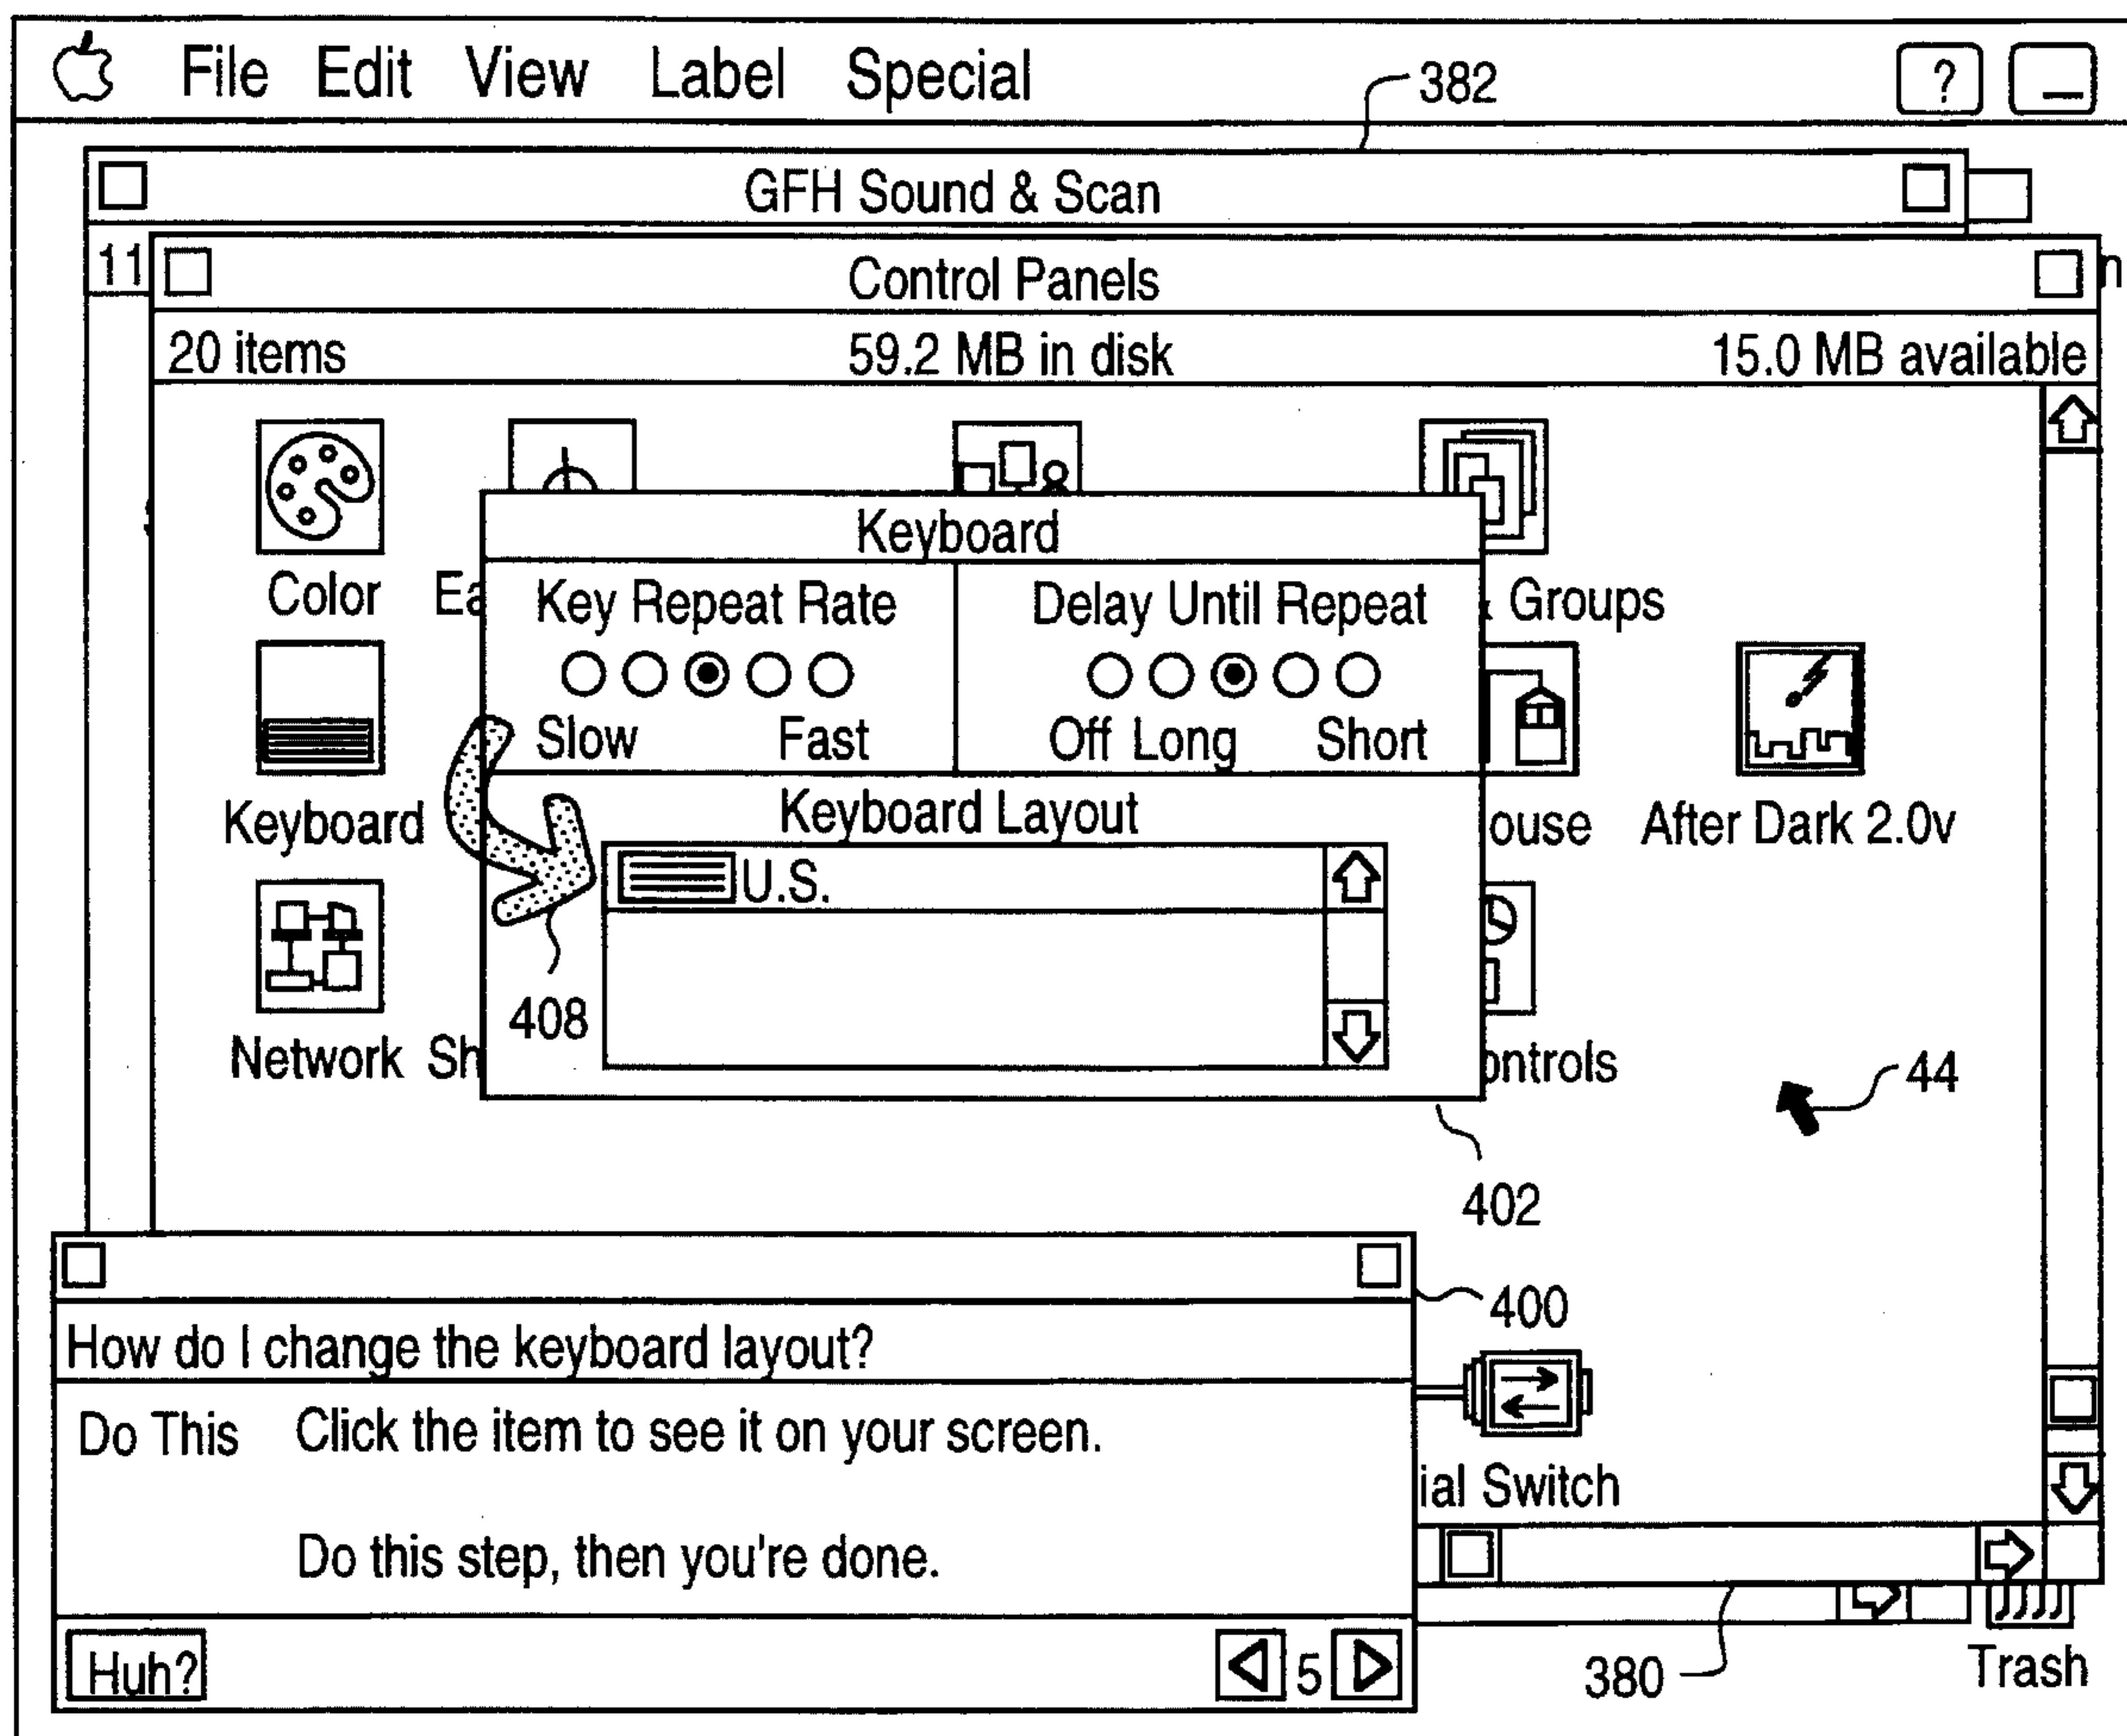 File Edit View Label Special ?
382
GFH Sound & Scan
11
Control Panels
n
20 items 59.2 MB in disk 15.0 MB available
Keyboard
Color Ea Groups
Key Repeat Rate Delay Until Repeat
Slow Fast Off Long Short
Keyboard Layout
Keyboard ouse After Dark 2.0v
U.S.
408
Network Sh ontrols
44
402
400
How do I change the keyboard layout?
Do This Click the item to see it on your screen.
ial Switch
Do this step, then you're done.
Huh? 5
380
Trash